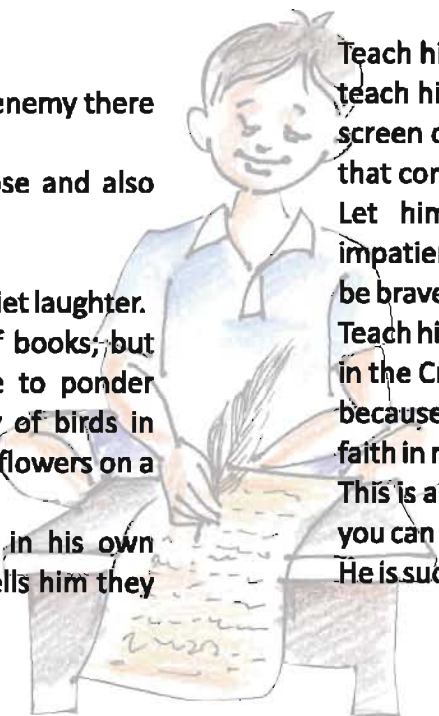 enemy there
ose and also
iet laughter.
f books; but
e to ponder
y of birds in
flowers on a
in his own
ells him they
Teach hi
teach hi
screen
that
Let him
impatien
be brave
Teach hi
in the Cr
because
faith in
This is a
you can
He is suc